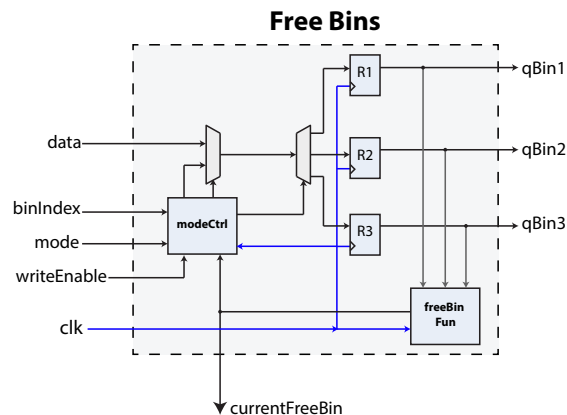 Free Bins
R1
qBin1
data
R2
qBin2
binIndex
modeCtrl
mode
R3
qBin3
writeEnable
freeBin
Fun
clk
currentFreeBin